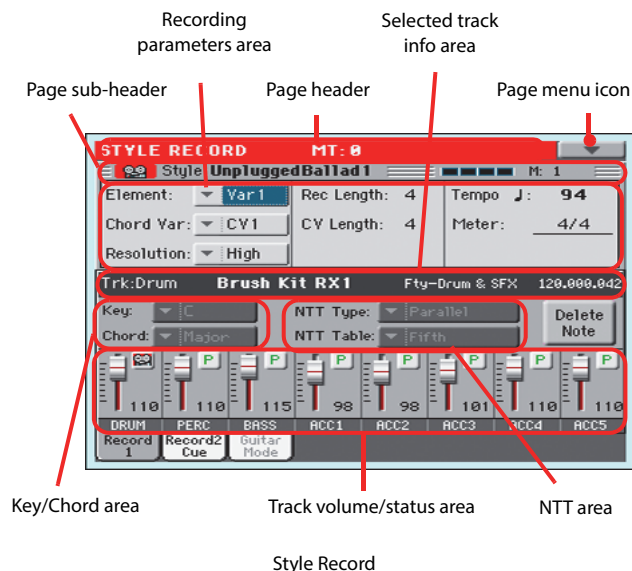 Recording
parameters area
Selected track
info area
Page sub-header
Page header
Page menu icon
STYLE RECORD MT: 0
Style UnpluggedBallad1 M: 1
Element: Var1 Rec Length: 4 Tempo ♩: 94
Chord Var: CV1 CV Length: 4 Meter: 4/4
Resolution: High
Trk:Drum Brush Kit RX1 Fty-Drum & SFX 120.000.042
Key: C NTT Type: Parallel Delete
Chord: Major NTT Table: Fifth Note
P P P P P P P
110 110 115 98 98 101 110 110
DRUM PERC BASS ACC1 ACC2 ACC3 ACC4 ACC5
Record Record2 Guitar
1 Cue Mode
Key/Chord area
Track volume/status area
NTT area
Style Record